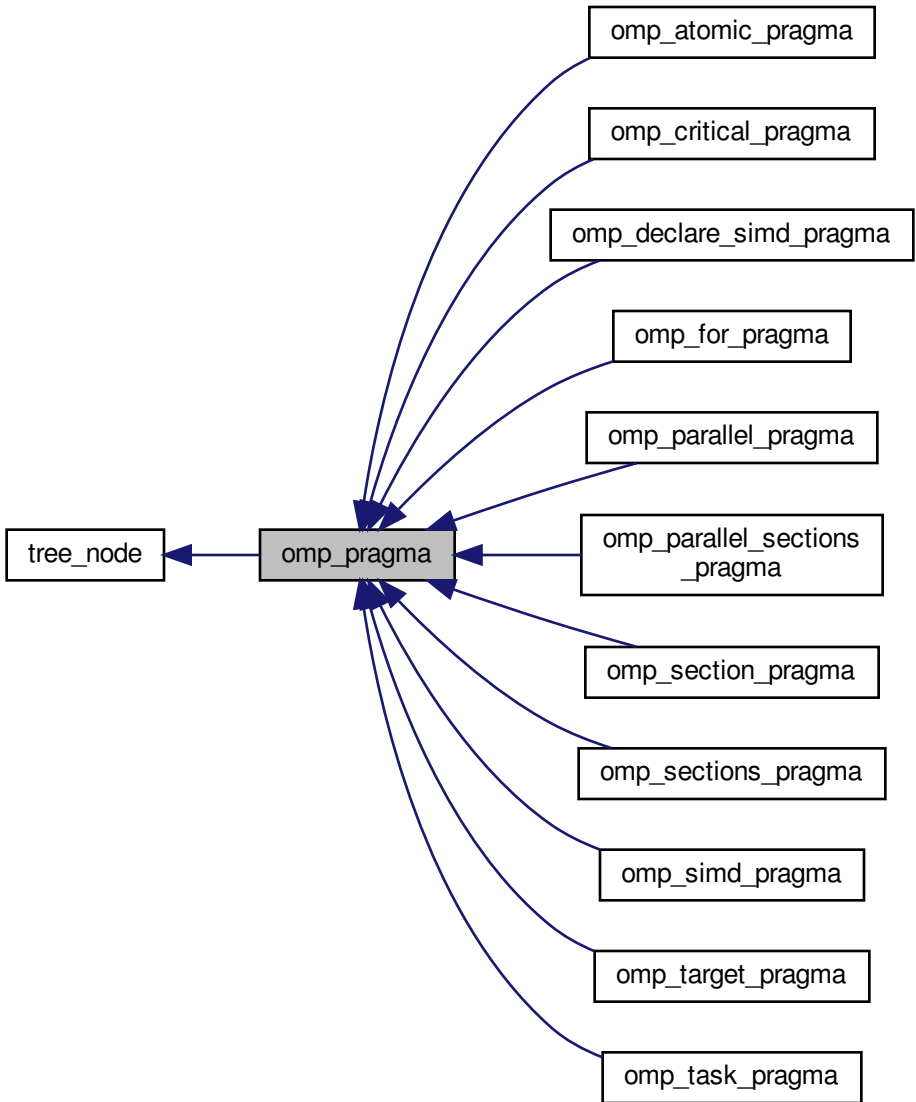 omp_atomic_pragma
omp_critical_pragma
omp_declare_simd_pragma
omp_for_pragma
omp_parallel_pragma
tree_node
omp_pragma
omp_parallel_sections
_pragma
omp_section_pragma
omp_sections_pragma
omp_simd_pragma
omp_target_pragma
omp_task_pragma